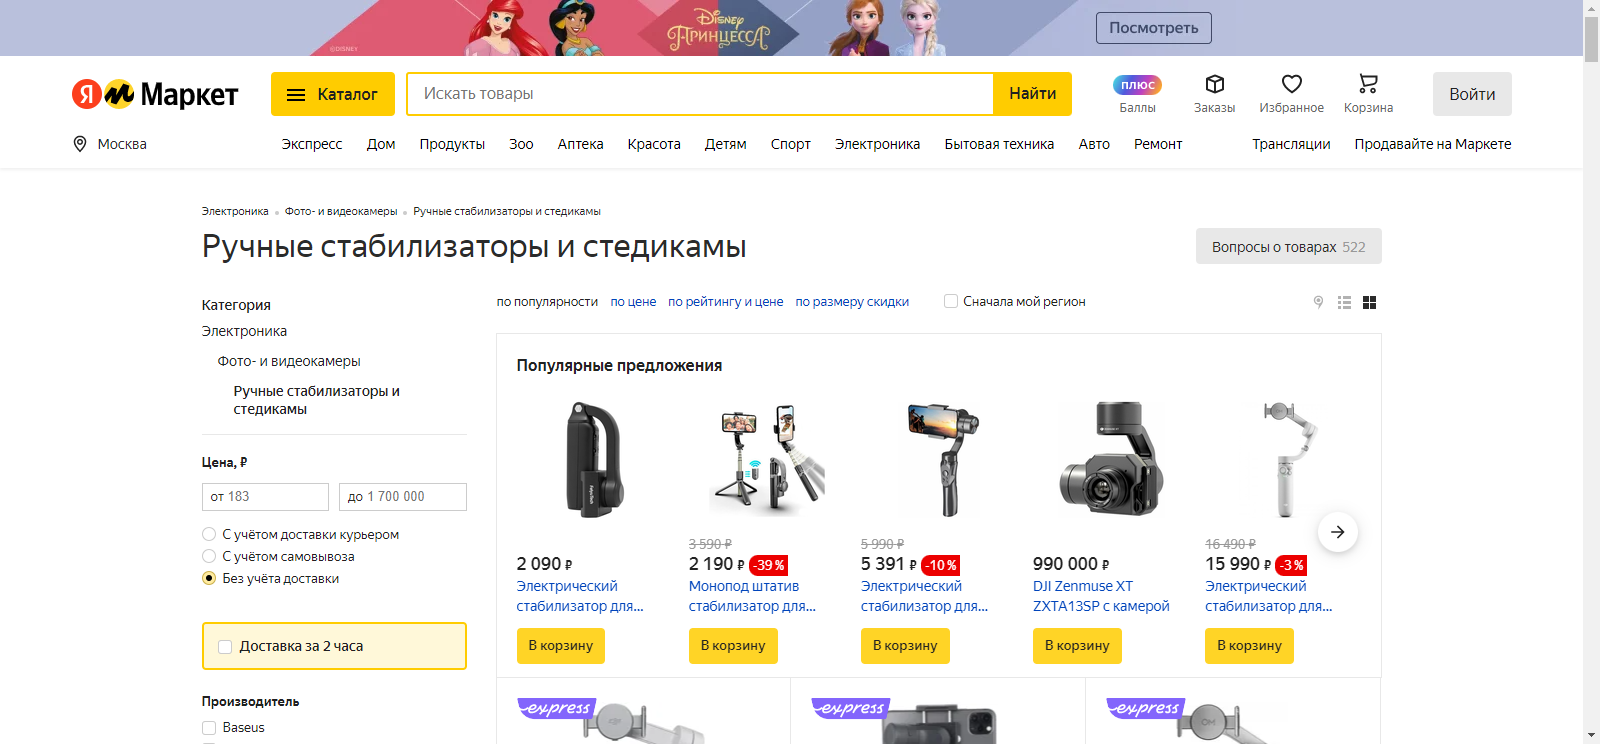 ©DISNEY
DISNEY
ПРИНЦЕССА
Посмотреть
Я Маркет
Каталог
Искать товары
Найти
плюс
Баллы
Заказы
Избранное
Корзина
Войти
Москва
Экспресс Дом Продукты Зоо Аптека Красота Детям Спорт Электроника Бытовая техника Авто Ремонт Трансляции Продавайте на Маркете
Электроника Фото- и видеокамеры Ручные стабилизаторы и стедикамы
Ручные стабилизаторы и стедикамы
Вопросы о товарах 522
Категория
Электроника
Фото- и видеокамеры
Ручные стабилизаторы и
стедикамы
Цена, ₽
от 183 до 1 700 000
С учётом доставки курьером
С учётом самовывоза
Без учёта доставки
Доставка за 2 часа
Производитель
Baseus
по популярности по цене по рейтингу и цене по размеру скидки Сначала мой регион
Популярные предложения
2 090 ₽
Электрический
стабилизатор для...
В корзину
3 590 ₽
2 190 ₽ -39 %
Монопод штатив
стабилизатор для...
В корзину
5 990 ₽
5 391 ₽ -10 %
Электрический
стабилизатор для...
В корзину
990 000 ₽
DJI Zenmuse XT
ZXTA13SP с камерой
В корзину
16 490 ₽
15 990 ₽ -3 %
Электрический
стабилизатор для...
В корзину
express
express
express